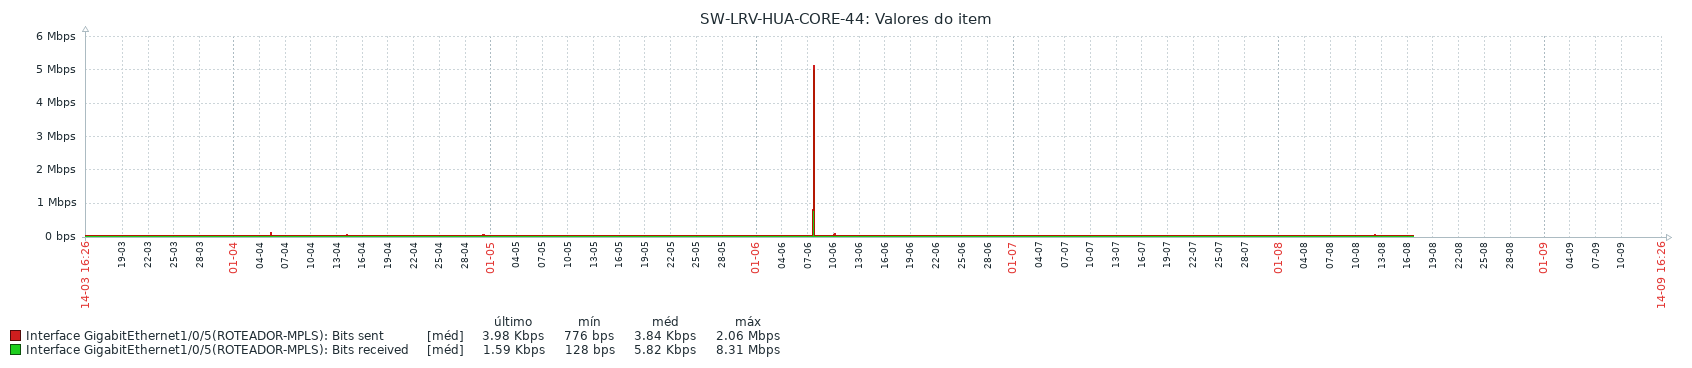 SW-LRV-HUA-CORE-44: Valores do item
6 Mbps
5 Mbps
4 Mbps
3 Mbps
2 Mbps
1 Mbps
0 bps
14-03 16:26 19-03 22-03 25-03 28-03 01-04 04-04 07-04 10-04 13-04 16-04 19-04 22-04 25-04 28-04 01-05 04-05 07-05 10-05 13-05 16-05 19-05 22-05 25-05 28-05 01-06 04-06 07-06 10-06 13-06 16-06 19-06 22-06 25-06 28-06 01-07 04-07 07-07 10-07 13-07 16-07 19-07 22-07 25-07 28-07 01-08 04-08 07-08 10-08 13-08 16-08 19-08 22-08 25-08 28-08 01-09 04-09 07-09 10-09 14-09 16:26
último mín méd máx
Interface GigabitEthernet1/0/5(ROTEADOR-MPLS): Bits sent [méd] 3.98 Kbps 776 bps 3.84 Kbps 2.06 Mbps
Interface GigabitEthernet1/0/5(ROTEADOR-MPLS): Bits received [méd] 1.59 Kbps 128 bps 5.82 Kbps 8.31 Mbps